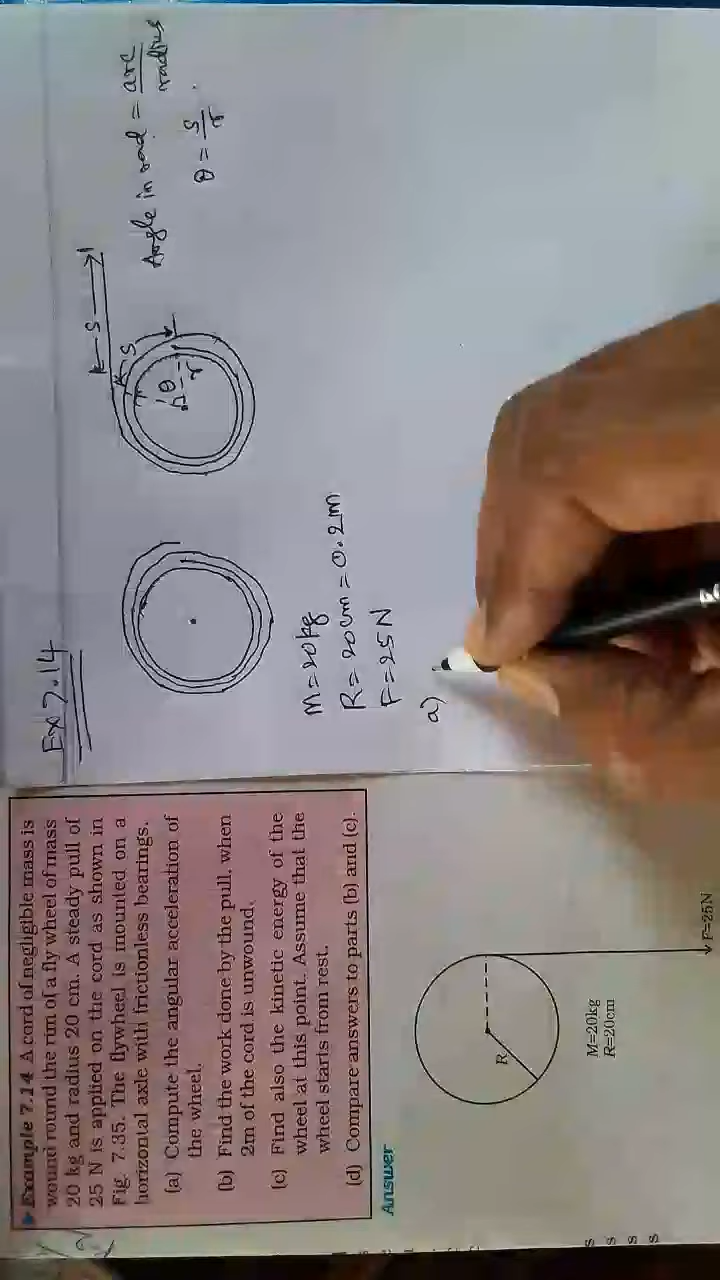 Example 7.14 A cord of negligible mass is
wound round the rim of a fly wheel of mass
20 kg and radius 20 cm. A steady pull of
25 N is applied on the cord as shown in
Fig. 7.35. The flywheel is mounted on a
horizontal axle with frictionless bearings.
(a) Compute the angular acceleration of
the wheel.
(b) Find the work done by the pull, when
2m of the cord is unwound.
(c) Find also the kinetic energy of the
wheel at this point. Assume that the
wheel starts from rest.
(d) Compare answers to parts (b) and (c).
Answer
R
M=20kg
R=20cm
F=25N
Ex 7.14
S
S
θ
r
Angle in rad = arc
radius
θ = S
r
M=20kg
R=20cm=0.2m
F=25N
a)
s
s
s
s